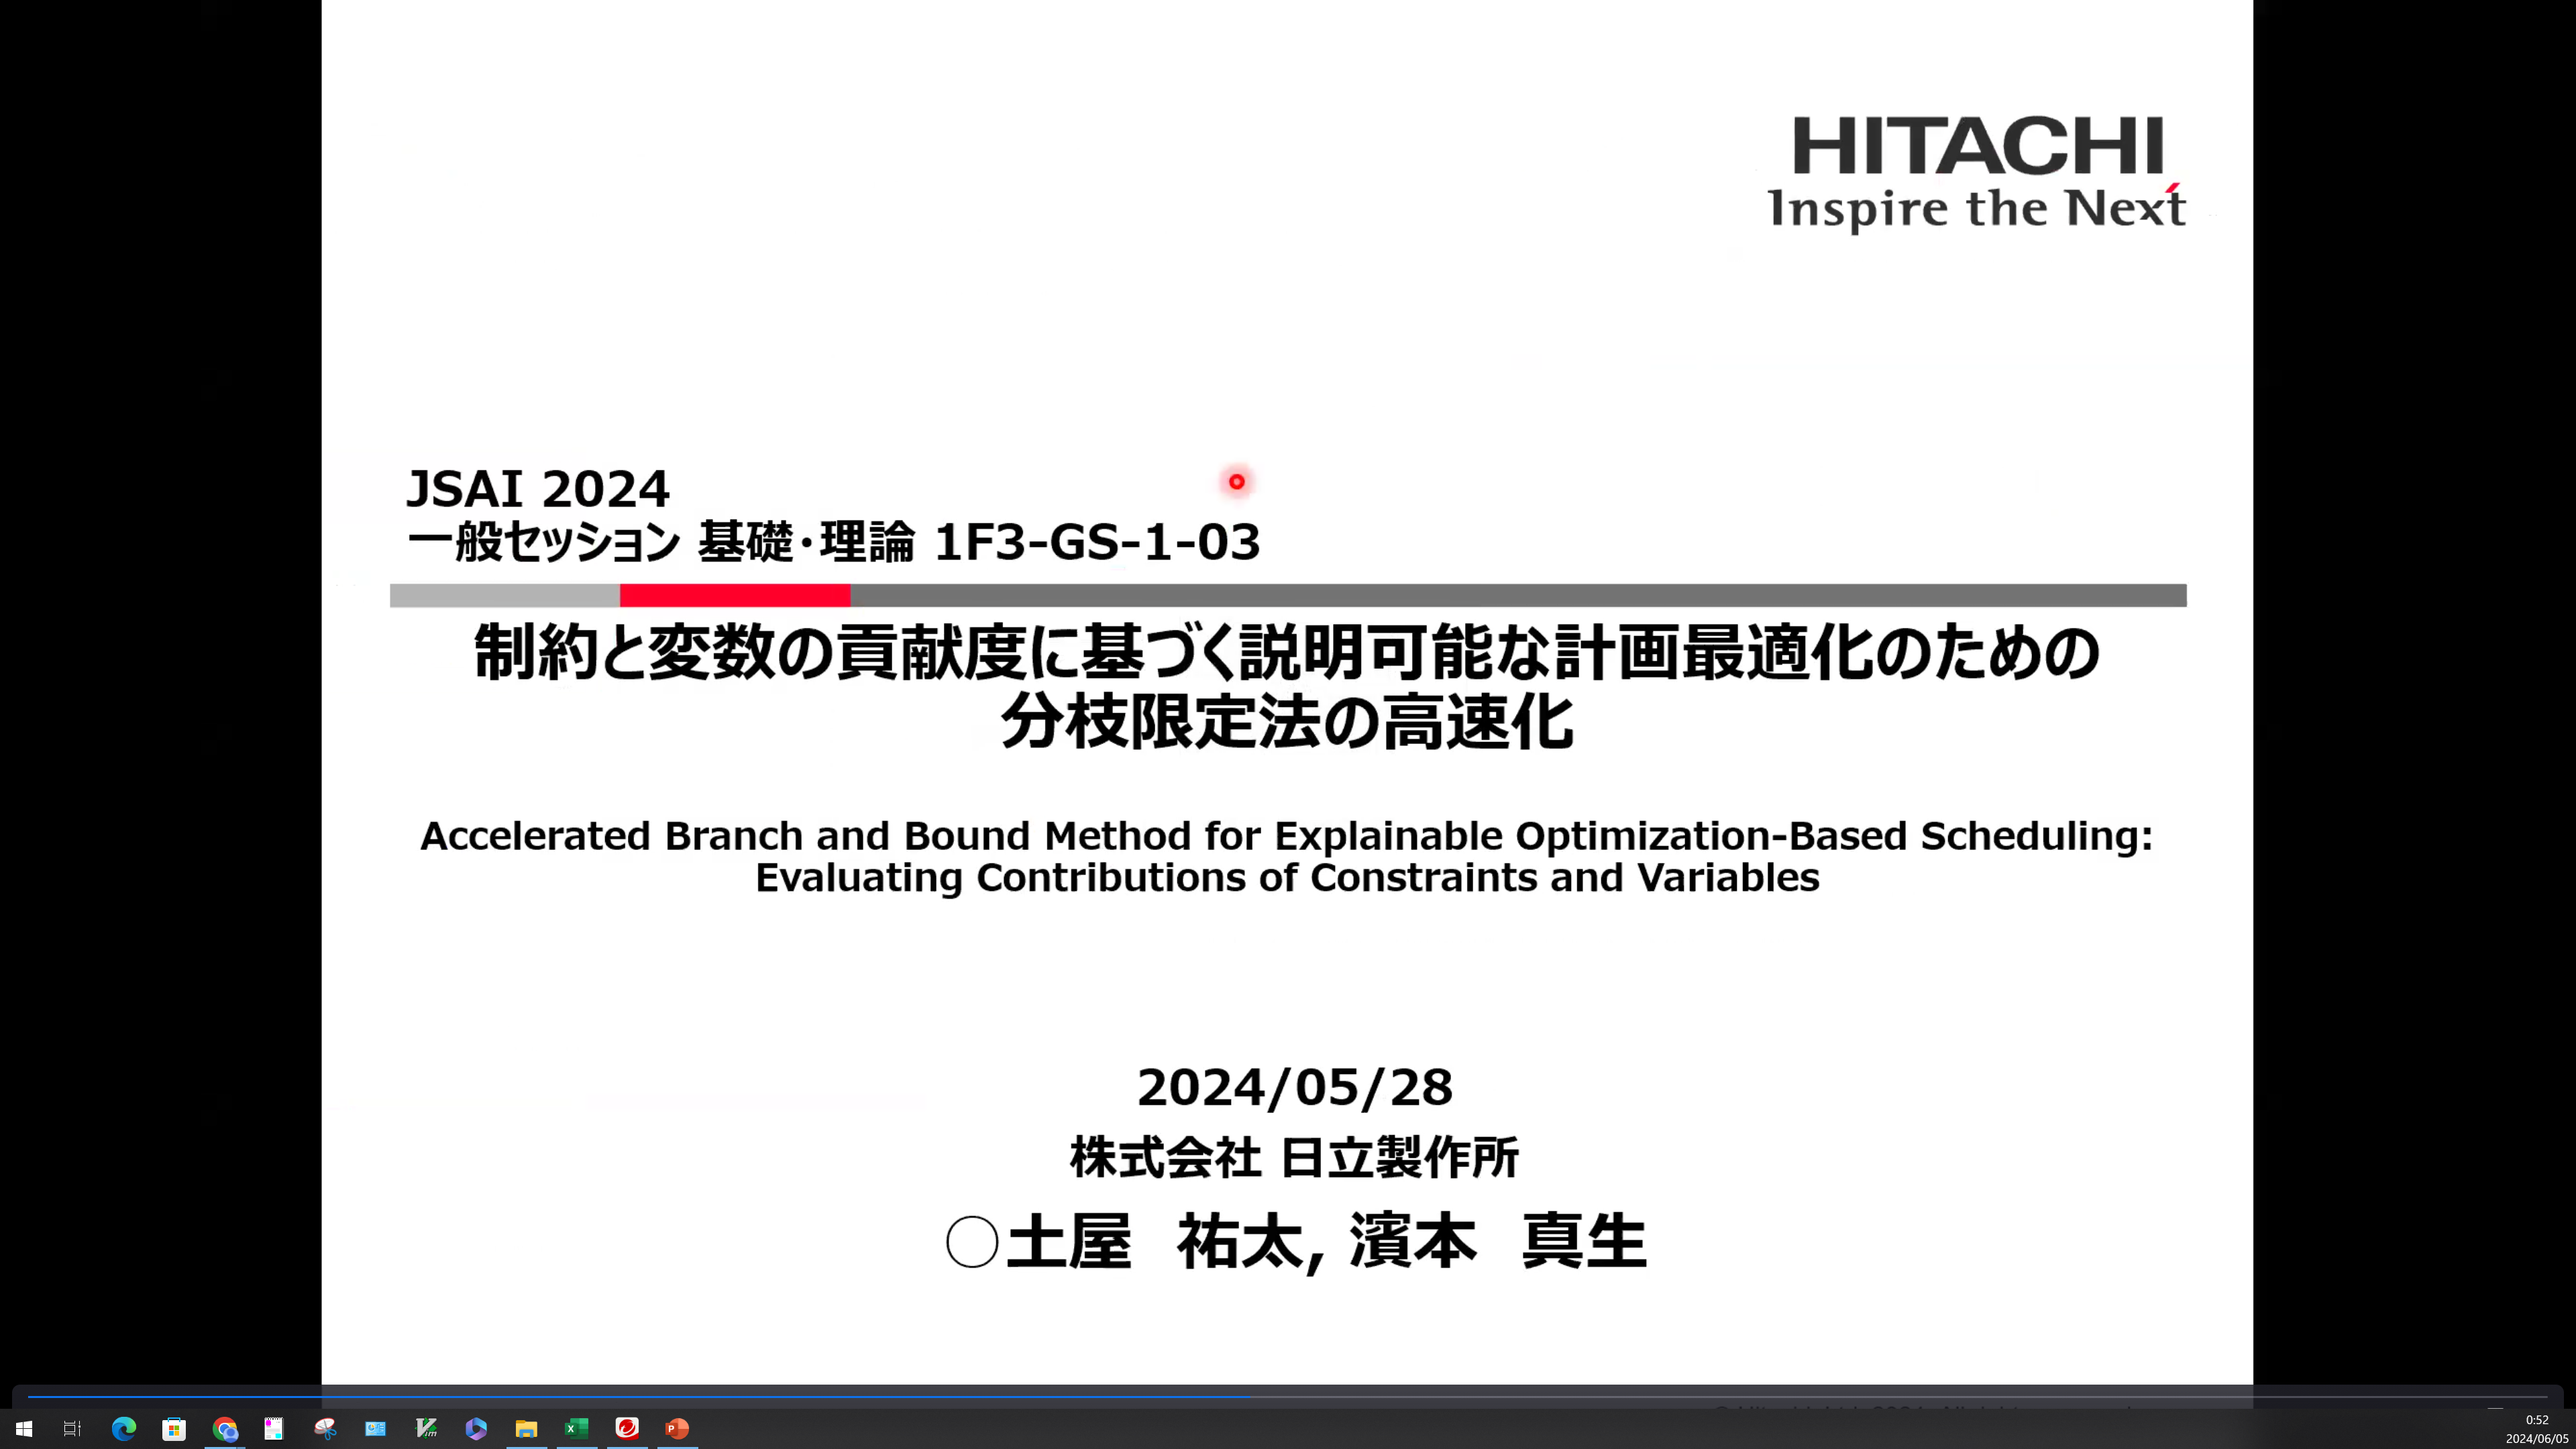 HITACHI
Inspire the Next
JSAI 2024
一般セッション 基礎・理論 1F3-GS-1-03
制約と変数の貢献度に基づく説明可能な計画最適化のための
分枝限定法の高速化
Accelerated Branch and Bound Method for Explainable Optimization-Based Scheduling:
Evaluating Contributions of Constraints and Variables
2024/05/28
株式会社 日立製作所
〇土屋　祐太, 濱本　真生
0:52
2024/06/05